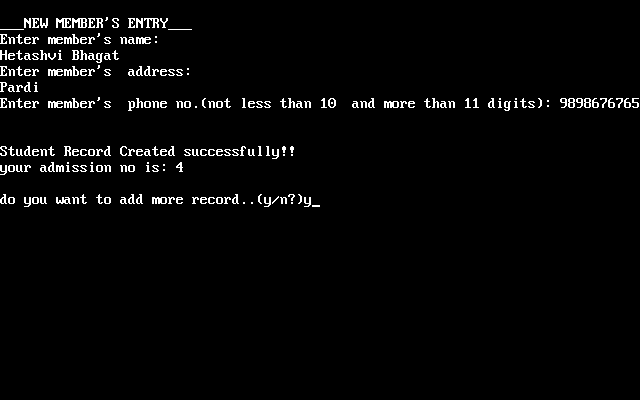 ___NEW MEMBER'S ENTRY___
Enter member's name:
Hetashvi Bhagat
Enter member's  address:
Pardi
Enter member's  phone no.(not less than 10  and more than 11 digits): 9898676765
Student Record Created successfully!!
your admission no is: 4
do you want to add more record..(y/n?)y_